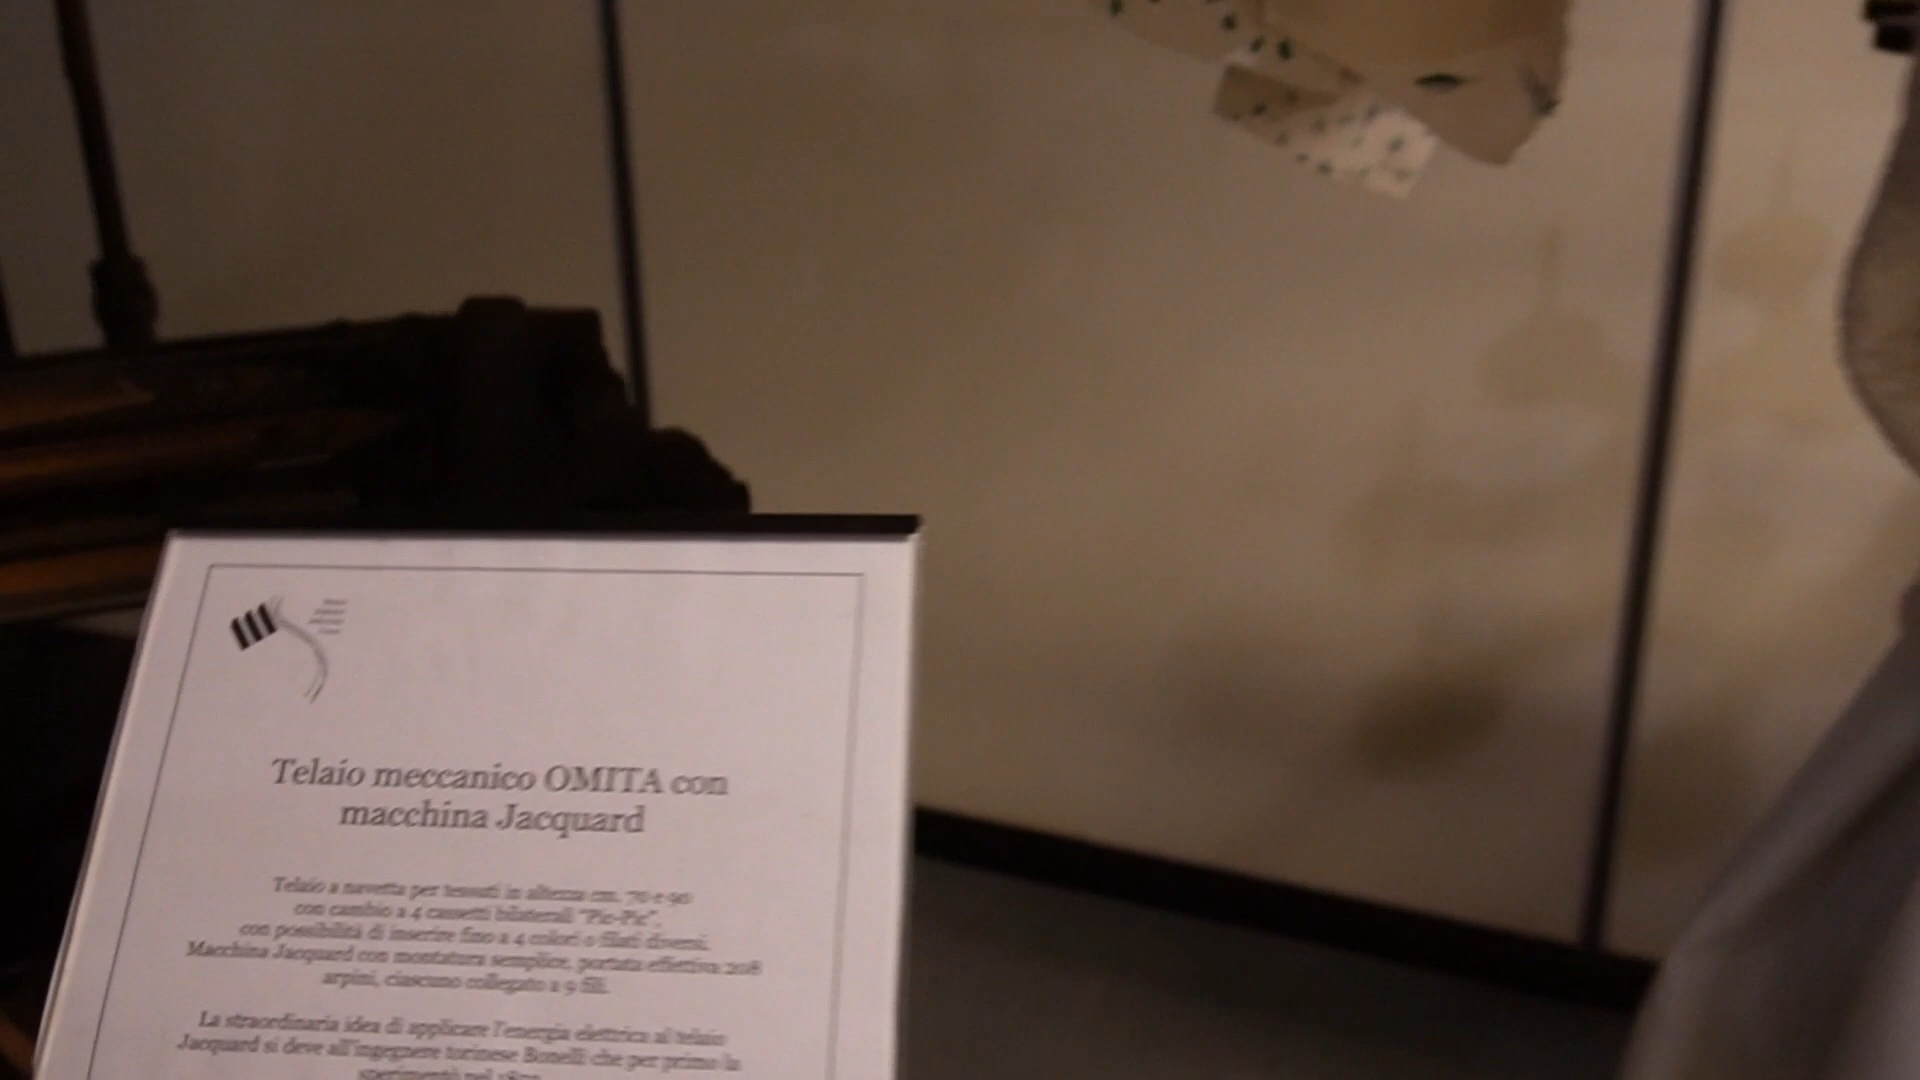 Telaio meccanico OMITA con
macchina Jacquard
Telaio a navetta per tessuti in altezza cm. 70 e 90
con cambio a 4 cassetti bilaterali "Pic-Pic",
con possibilità di inserire fino a 4 colori o filati diversi.
Macchina Jacquard con montatura semplice, portata effettiva 208
arpini, ciascuno collegato a 9 fili.
La straordinaria idea di applicare l'energia elettrica al telaio
Jacquard si deve all'ingegnere torinese Bonelli che per primo la
sperimentò nel